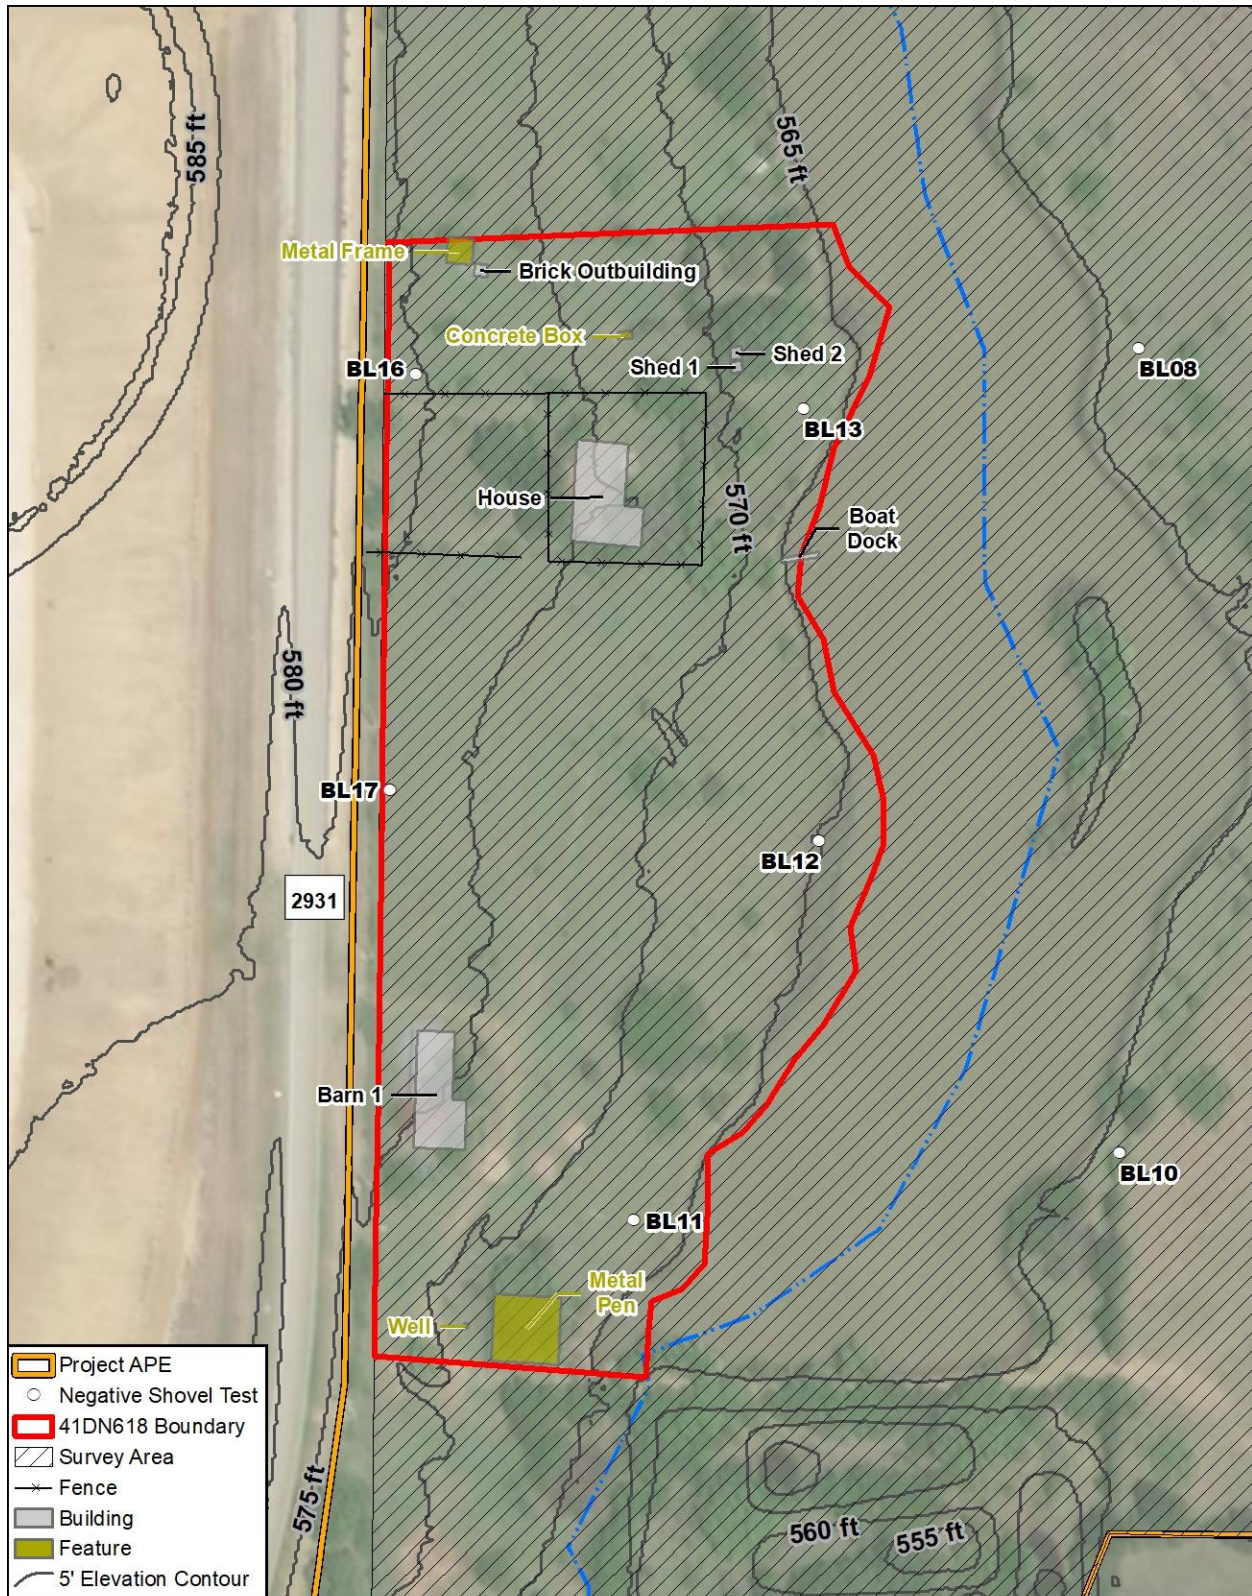 585 ft
565 ft
Metal Frame
Brick Outbuilding
Concrete Box
Shed 2
Shed 1
BL16
BL08
BL13
House
570 ft
Boat
Dock
580 ft
BL17
BL12
2931
Barn 1
BL10
BL11
Metal
Pen
Well
575 ft
560 ft
555 ft
Project APE
Negative Shovel Test
41DN618 Boundary
Survey Area
Fence
Building
Feature
5' Elevation Contour